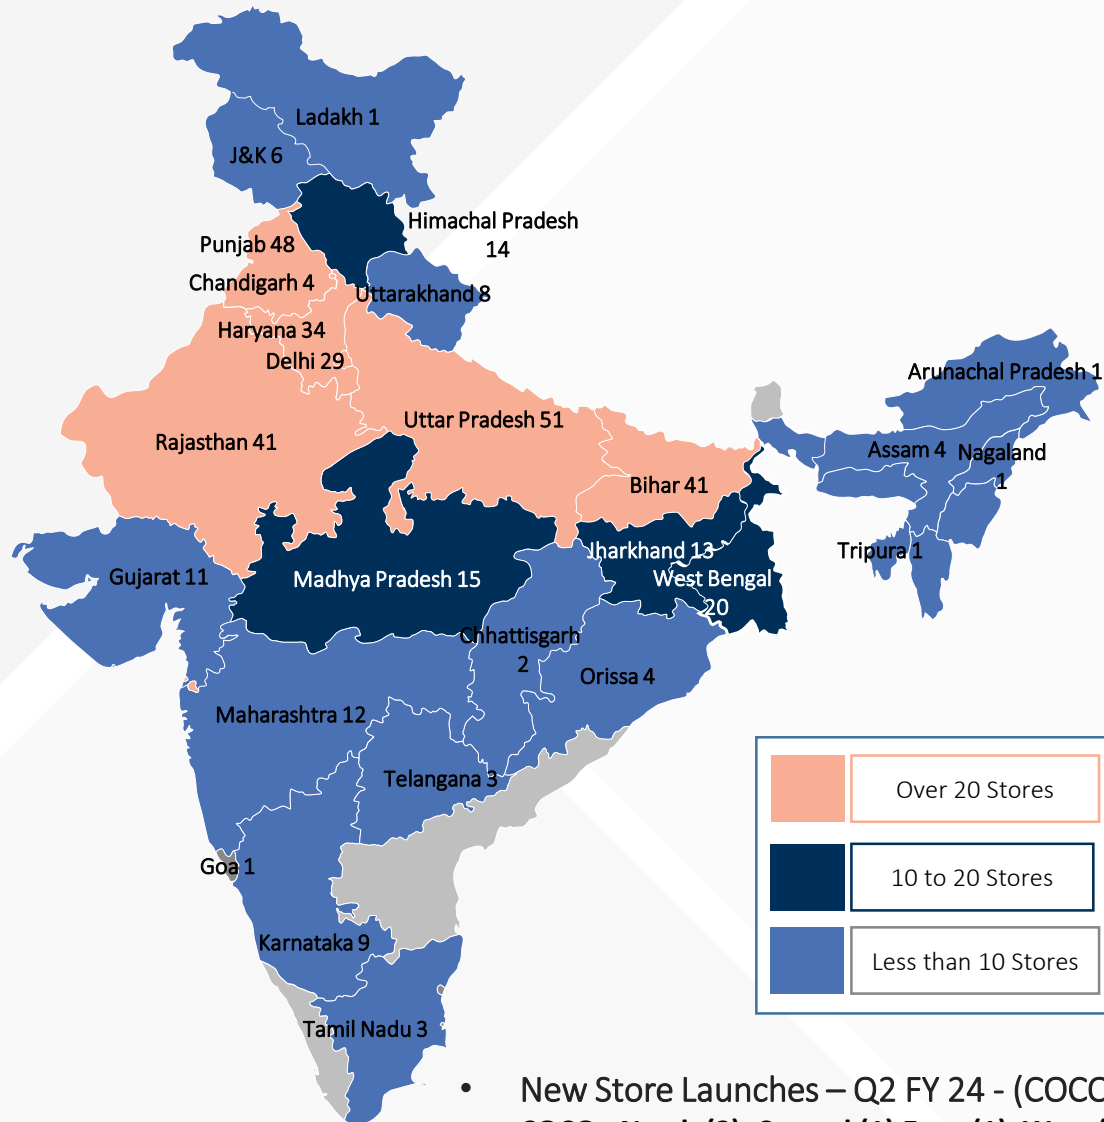 Ladakh 1
J&K 6
Himachal Pradesh
14
Punjab 48
Chandigarh 4
Uttarakhand 8
Haryana 34
Delhi 29
Arunachal Pradesh 1
Uttar Pradesh 51
Rajasthan 41
Assam 4
Nagaland
1
Bihar 41
Jharkhand 13
Tripura 1
Gujarat 11
Madhya Pradesh 15
West Bengal
20
Chhattisgarh
2
Orissa 4
Maharashtra 12
Telangana 3
Over 20 Stores
Goa 1
10 to 20 Stores
Karnataka 9
Less than 10 Stores
Tamil Nadu 3
• New Store Launches – Q2 FY 24 - (COCO